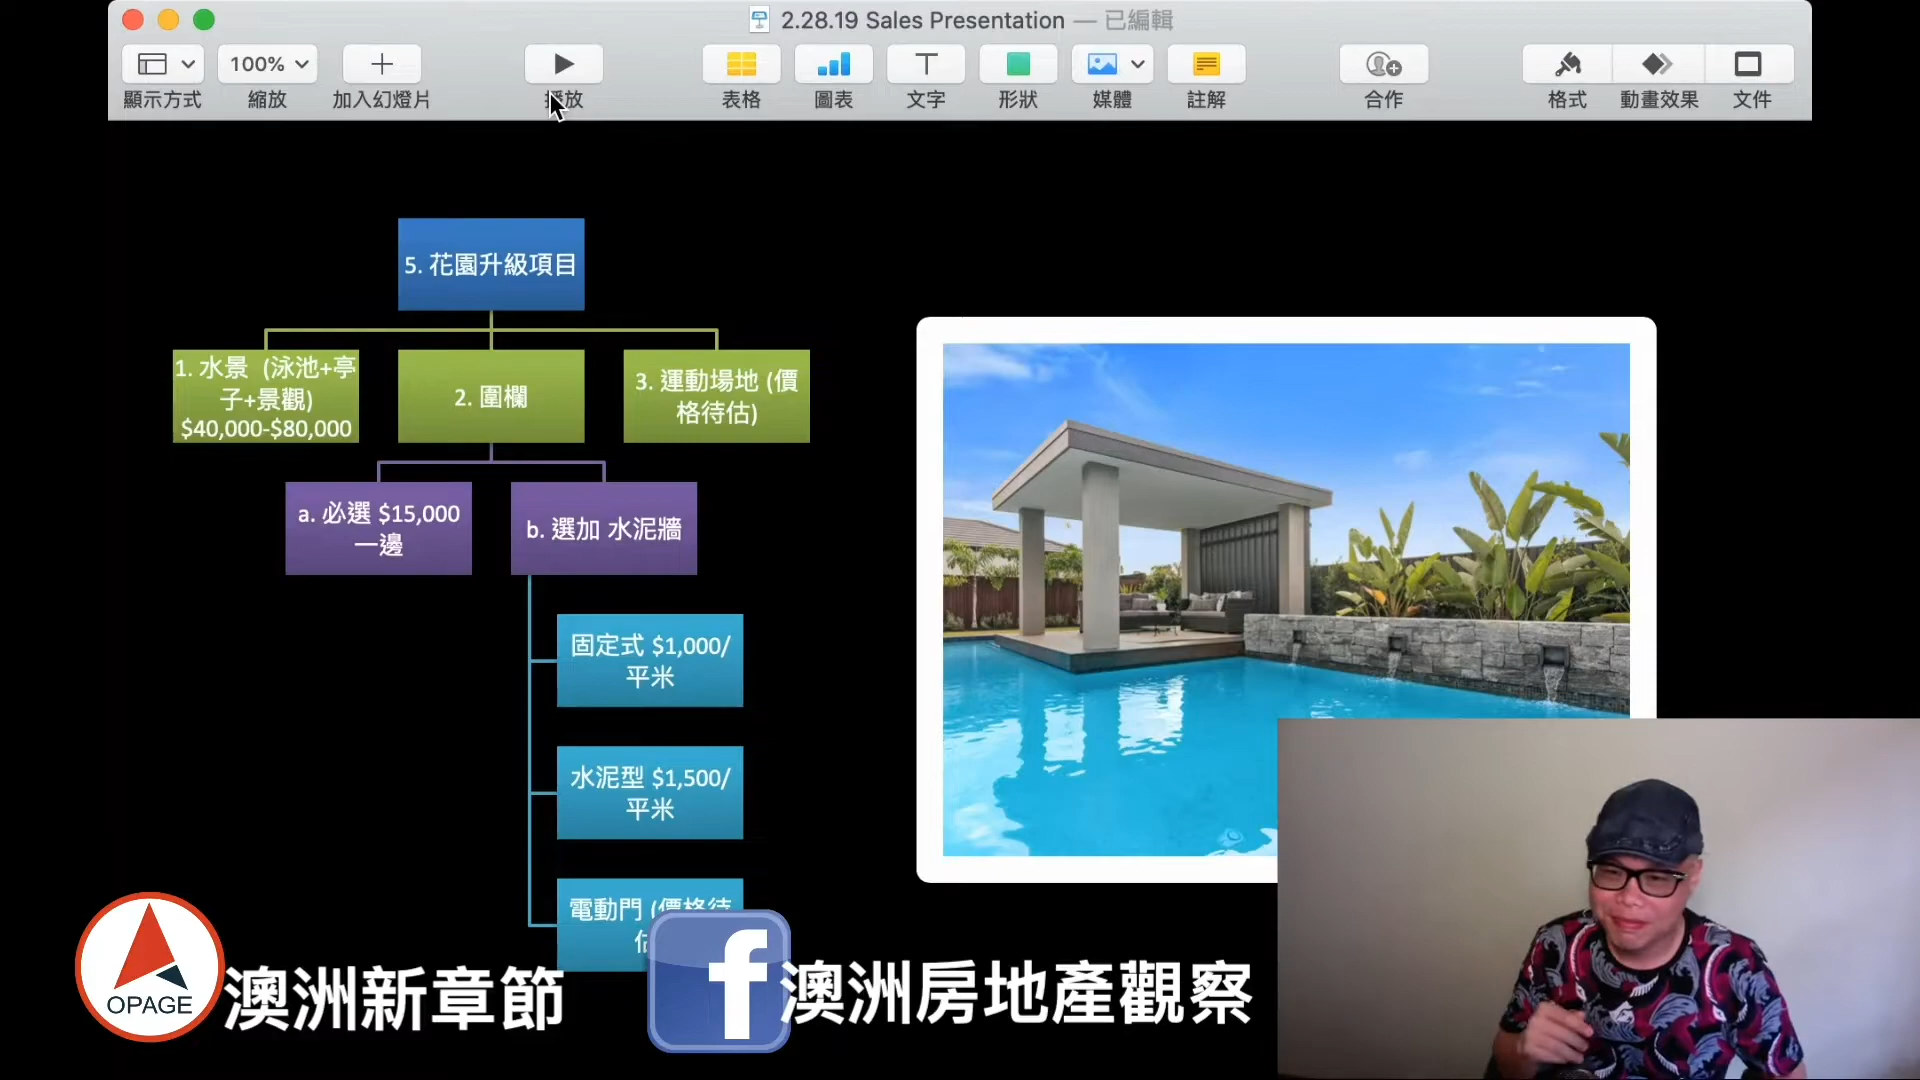 2.28.19 Sales Presentation — 已編輯
100%
顯示方式
縮放
加入幻燈片
播放
表格
圖表
文字
形狀
媒體
註解
合作
格式
動畫效果
文件
5. 花園升級項目
1. 水景 (泳池+亭
子+景觀)
$40,000-$80,000
2. 圍欄
3. 運動場地 (價
格待估)
a. 必選 $15,000
一邊
b. 選加 水泥牆
固定式 $1,000/
平米
水泥型 $1,500/
平米
電動門 (價格待
估
OPAGE
澳洲新章節
f
澳洲房地產觀察